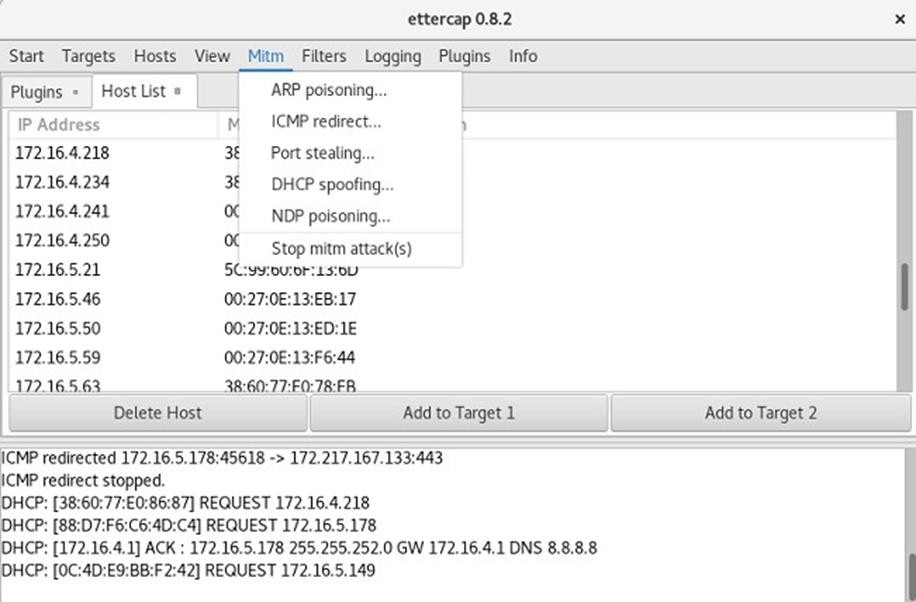 ettercap 0.8.2
Start Targets Hosts View Mitm Filters Logging Plugins Info
Plugins Host List
ARP poisoning...
ICMP redirect...
Port stealing...
DHCP spoofing...
NDP poisoning...
Stop mitm attack(s)
IP Address
172.16.4.218 38
172.16.4.234 38
172.16.4.241 00
172.16.4.250 00
172.16.5.21 5C:99:60:6F:13:6D
172.16.5.46 00:27:0E:13:EB:17
172.16.5.50 00:27:0E:13:ED:1E
172.16.5.59 00:27:0E:13:F6:44
172.16.5.63 38:60:77:E0:78:EB
Delete Host Add to Target 1 Add to Target 2
ICMP redirected 172.16.5.178:45618 -> 172.217.167.133:443
ICMP redirect stopped.
DHCP: [38:60:77:E0:86:87] REQUEST 172.16.4.218
DHCP: [88:D7:F6:C6:4D:C4] REQUEST 172.16.5.178
DHCP: [172.16.4.1] ACK : 172.16.5.178 255.255.252.0 GW 172.16.4.1 DNS 8.8.8.8
DHCP: [0C:4D:E9:BB:F2:42] REQUEST 172.16.5.149